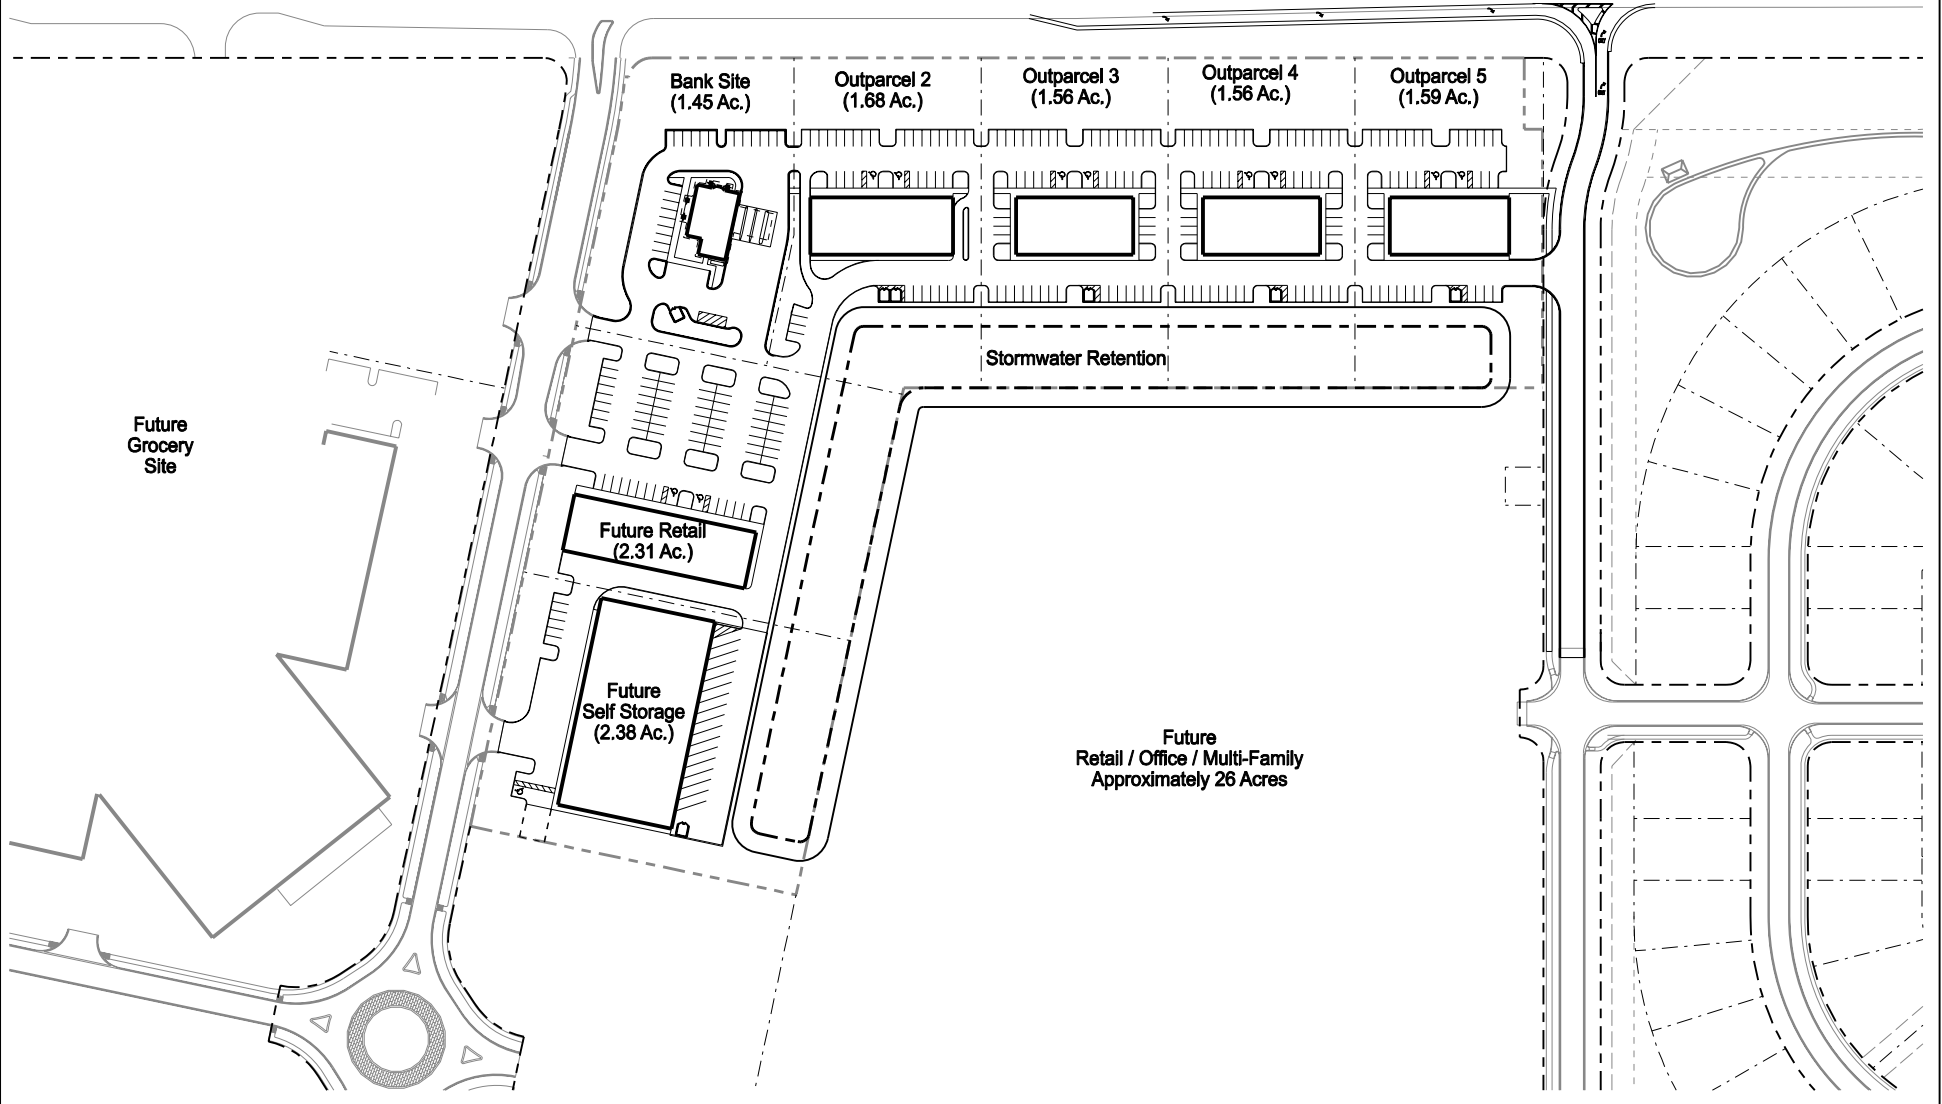 Bank Site
(1.45 Ac.)
Outparcel 2
(1.68 Ac.)
Outparcel 3
(1.56 Ac.)
Outparcel 4
(1.56 Ac.)
Outparcel 5
(1.59 Ac.)
Stormwater Retention
Future
Grocery
Site
Future Retail
(2.31 Ac.)
Future
Self Storage
(2.38 Ac.)
Future
Retail / Office / Multi-Family
Approximately 26 Acres